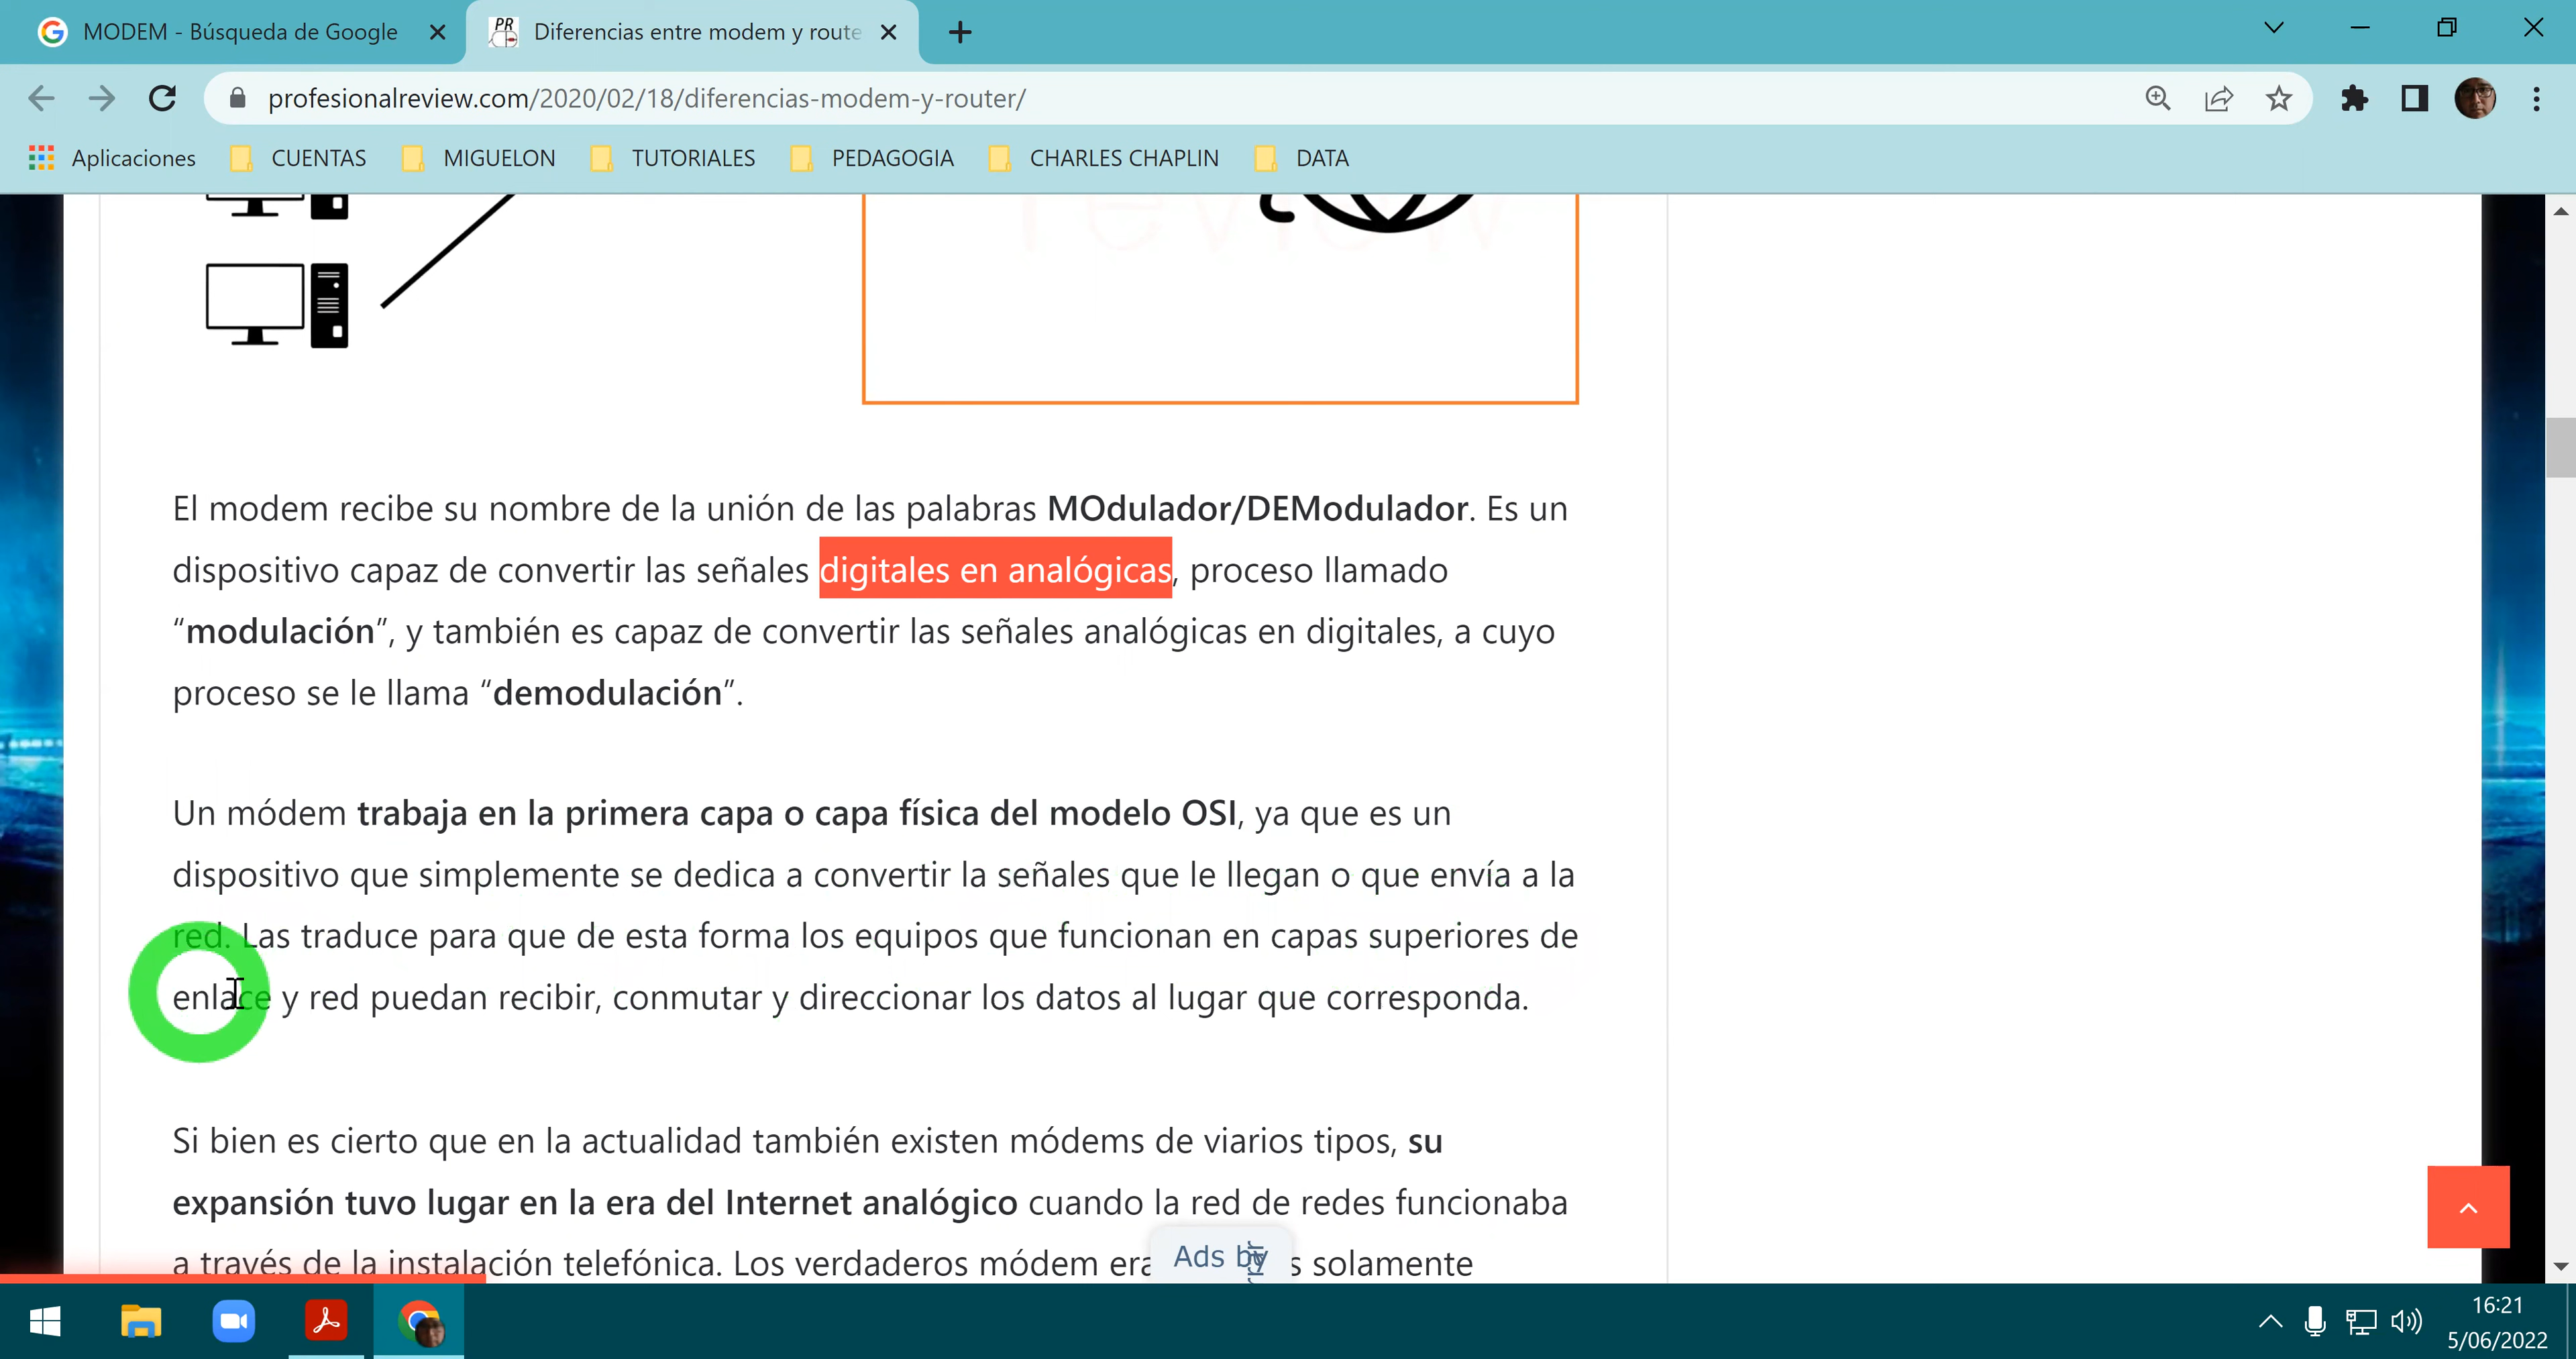 MODEM - Búsqueda de Google
PR
Diferencias entre modem y route
profesionalreview.com/2020/02/18/diferencias-modem-y-router/
Aplicaciones CUENTAS MIGUELON TUTORIALES PEDAGOGIA CHARLES CHAPLIN DATA
review
El modem recibe su nombre de la unión de las palabras MOdulador/DEModulador. Es un
dispositivo capaz de convertir las señales digitales en analógicas, proceso llamado
“modulación”, y también es capaz de convertir las señales analógicas en digitales, a cuyo
proceso se le llama “demodulación”.
Un módem trabaja en la primera capa o capa física del modelo OSI, ya que es un
dispositivo que simplemente se dedica a convertir la señales que le llegan o que envía a la
red. Las traduce para que de esta forma los equipos que funcionan en capas superiores de
enlace y red puedan recibir, conmutar y direccionar los datos al lugar que corresponda.
Si bien es cierto que en la actualidad también existen módems de viarios tipos, su
expansión tuvo lugar en la era del Internet analógico cuando la red de redes funcionaba
a través de la instalación telefónica. Los verdaderos módem era s solamente
Ads by
16:21
5/06/2022